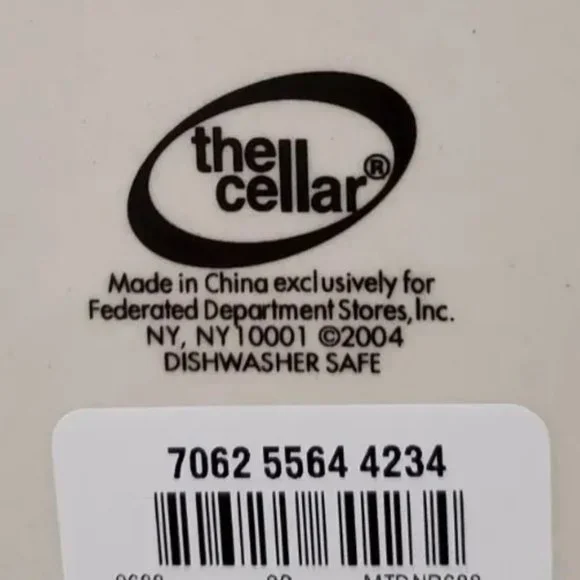 the
cellar®
Made in China exclusively for
Federated Department Stores, Inc.
NY, NY 10001 ©2004
DISHWASHER SAFE
7062 5564 4234